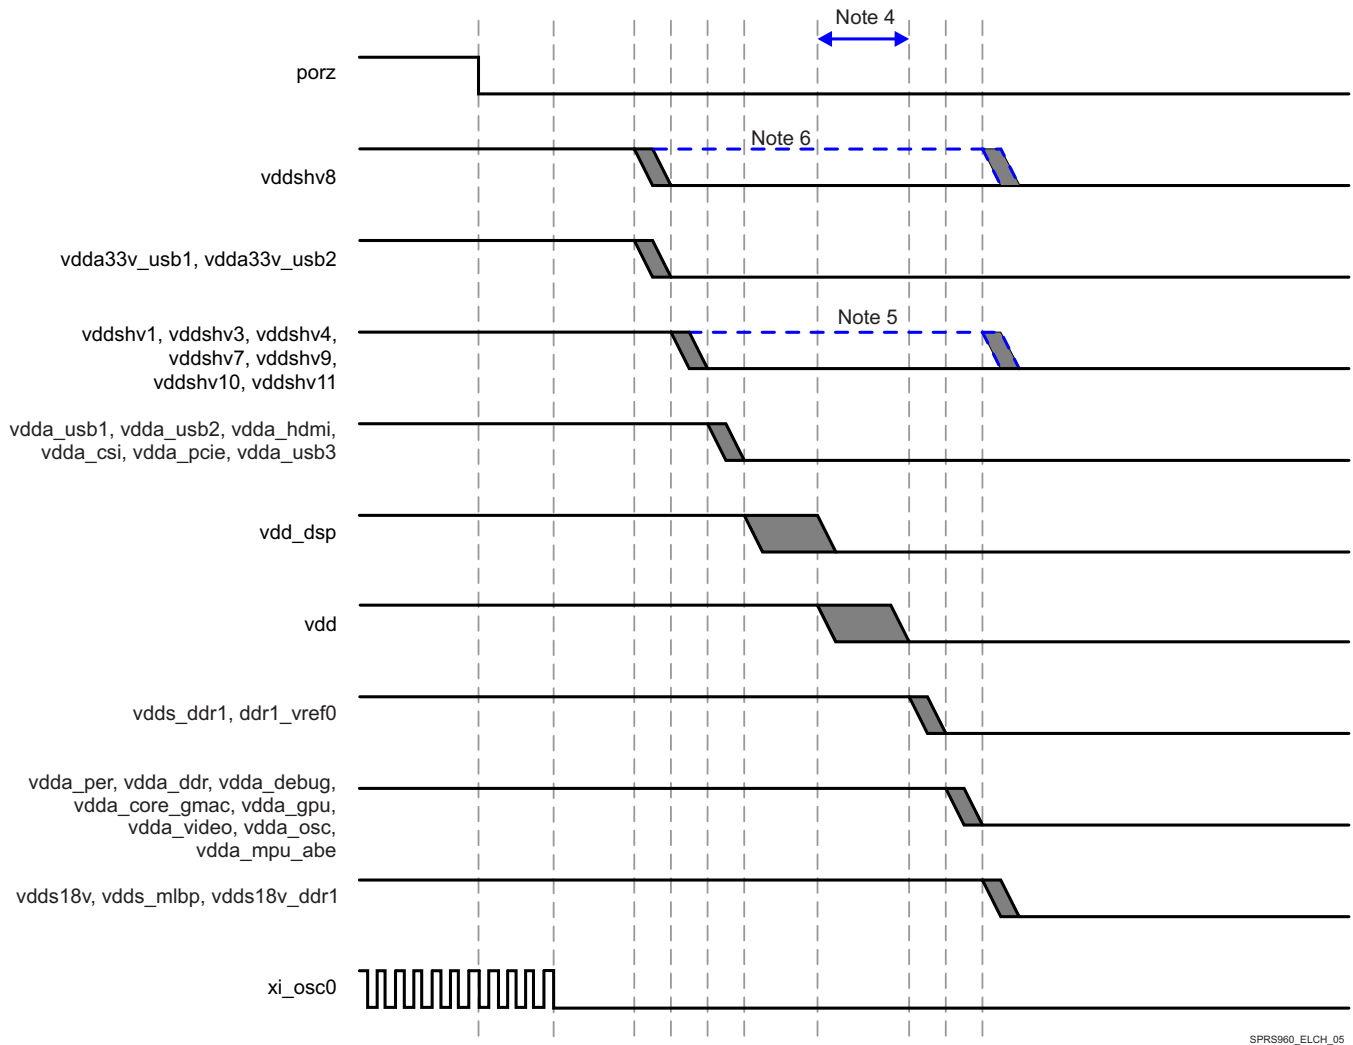 Note 4
porz
Note 6
vddshv8
vdda33v_usb1, vdda33v_usb2
Note 5
vddshv1, vddshv3, vddshv4,
vddshv7, vddshv9,
vddshv10, vddshv11
vdda_usb1, vdda_usb2, vdda_hdmi,
vdda_csi, vdda_pcie, vdda_usb3
vdd_dsp
vdd
vdds_ddr1, ddr1_vref0
vdda_per, vdda_ddr, vdda_debug,
vdda_core_gmac, vdda_gpu,
vdda_video, vdda_osc,
vdda_mpu_abe
vdds18v, vdds_mlbp, vdds18v_ddr1
xi_osc0
SPRS960_ELCH_05